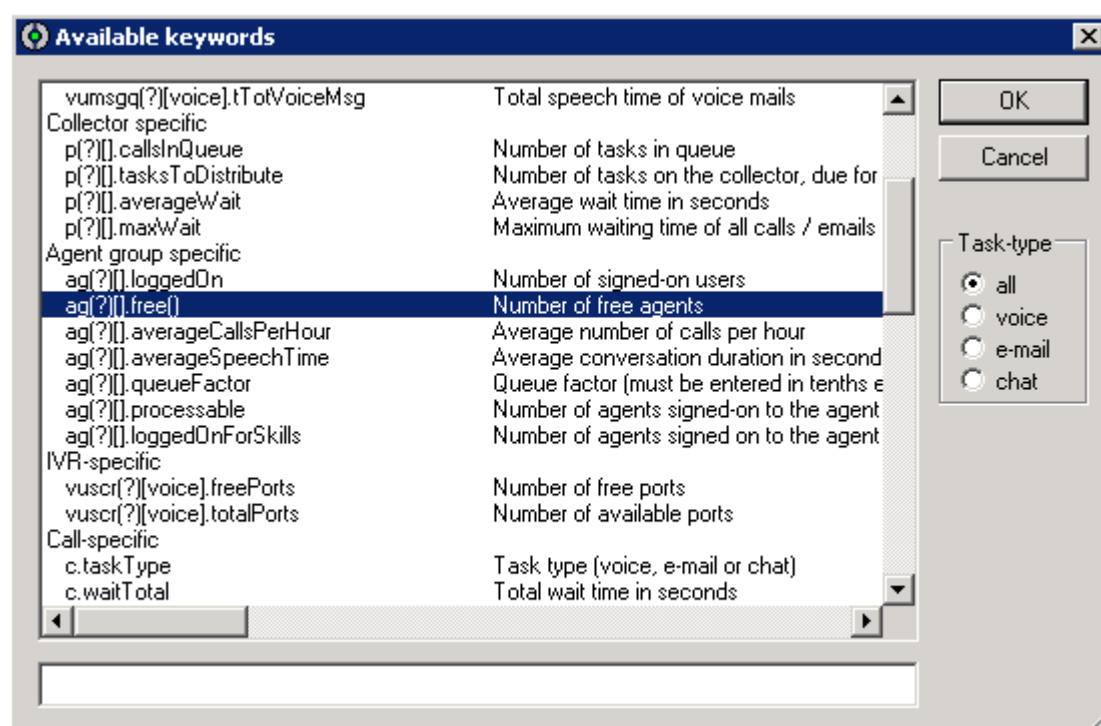 Available keywords
vumsgq(?)[voice].tTotVoiceMsg Total speech time of voice mails
Collector specific
p(?)[].callsInQueue Number of tasks in queue
p(?)[].tasksToDistribute Number of tasks on the collector, due for
p(?)[].averageWait Average wait time in seconds
p(?)[].maxWait Maximum waiting time of all calls / emails
Agent group specific
ag(?)[].loggedOn Number of signed-on users
ag(?)[].free() Number of free agents
ag(?)[].averageCallsPerHour Average number of calls per hour
ag(?)[].averageSpeechTime Average conversation duration in second
ag(?)[].queueFactor Queue factor (must be entered in tenths e
ag(?)[].processable Number of agents signed-on to the agent
ag(?)[].loggedOnForSkills Number of agents signed on to the agent
IVR-specific
vuscr(?)[voice].freePorts Number of free ports
vuscr(?)[voice].totalPorts Number of available ports
Call-specific
c.taskType Task type (voice, e-mail or chat)
c.waitTotal Total wait time in seconds
OK
Cancel
Task-type
all
voice
e-mail
chat